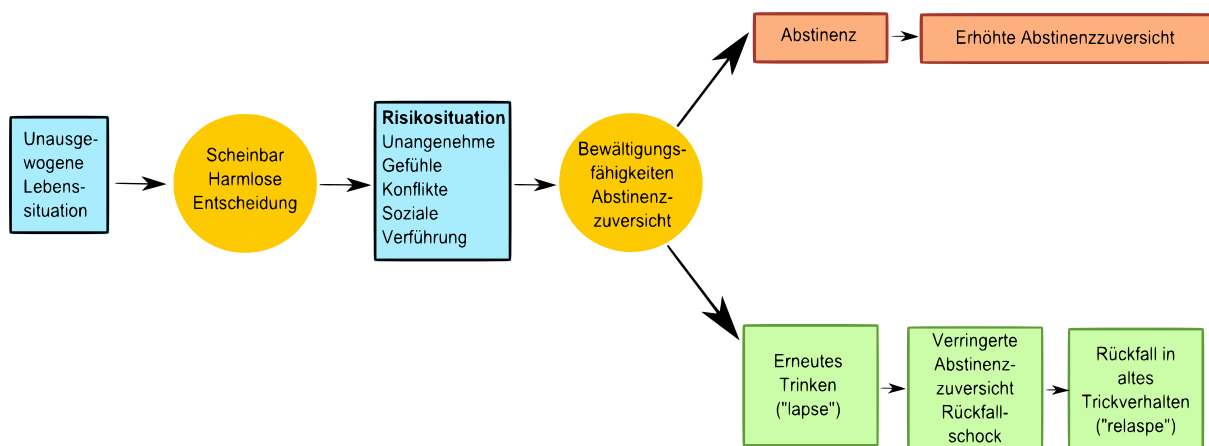 Unausge-
wogene
Lebens-
situation
Scheinbar
Harmlose
Entscheidung
Risikosituation
Unangenehme
Gefühle
Konflikte
Soziale
Verführung
Bewältigungs-
fähigkeiten
Abstinenz-
zuversicht
Abstinenz
Erhöhte Abstinenzzuversicht
Erneutes
Trinken
("lapse")
Verringerte
Abstinenz-
zuversicht
Rückfall-
schock
Rückfall in
altes
Trickverhalten
("relaspe")